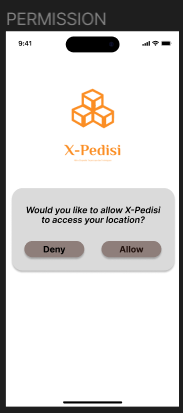 PERMISSION
9:41
X-Pedisi
Would you like to allow X-Pedisi
to access your location?
Deny
Allow